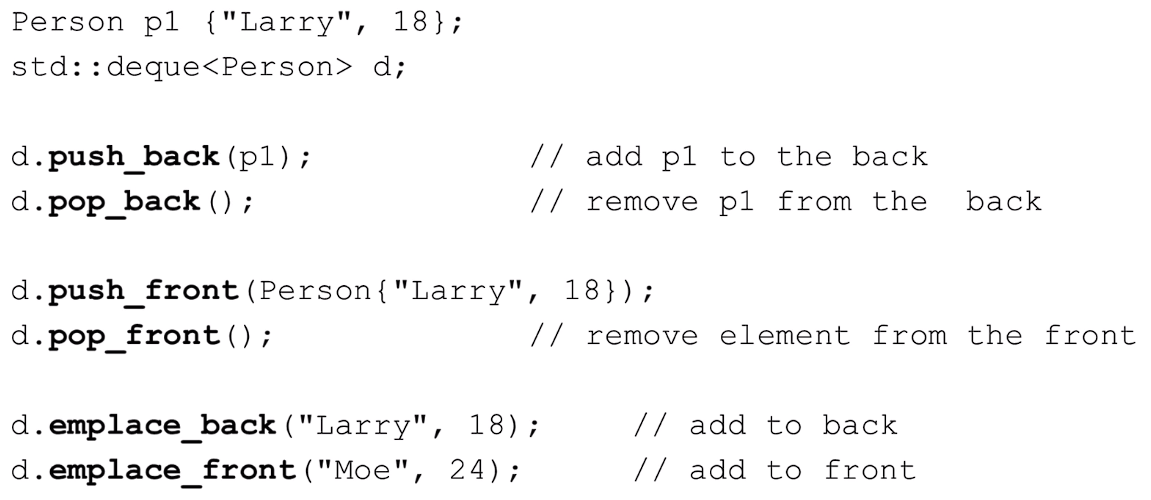 Person p1 {"Larry", 18};
std::deque<Person> d;
d.push_back(p1); // add p1 to the back
d.pop_back(); // remove p1 from the  back
d.push_front(Person{"Larry", 18});
d.pop_front(); // remove element from the front
d.emplace_back("Larry", 18); // add to back
d.emplace_front("Moe", 24); // add to front